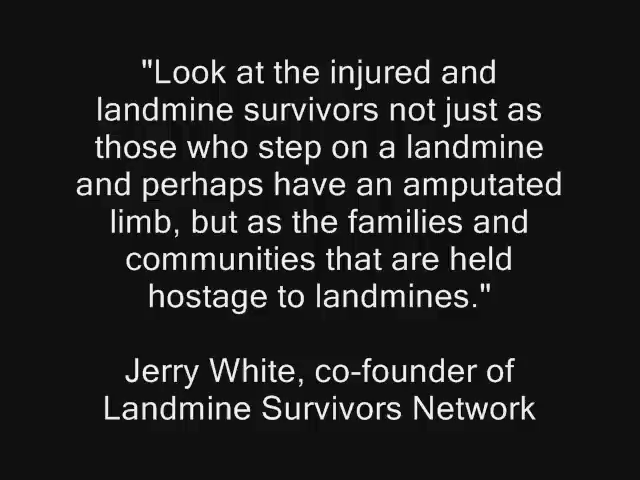 "Look at the injured and
landmine survivors not just as
those who step on a landmine
and perhaps have an amputated
limb, but as the families and
communities that are held
hostage to landmines."
Jerry White, co-founder of
Landmine Survivors Network